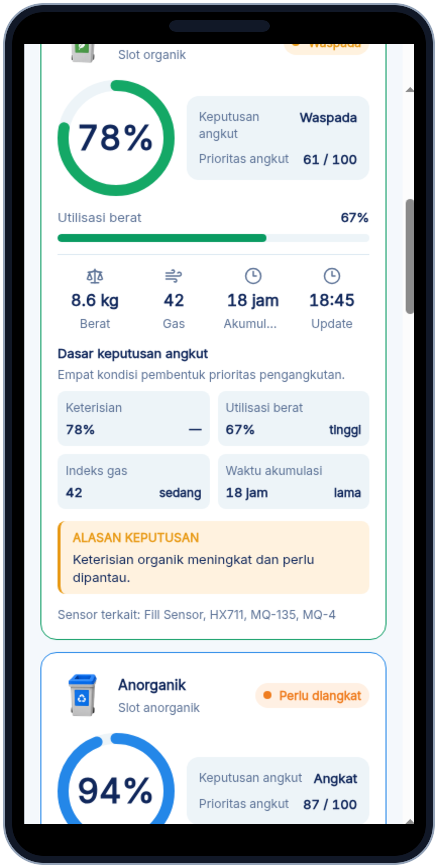 Waspada
Slot organik
78%
Keputusan angkut
Waspada
Prioritas angkut
61 / 100
Utilisasi berat
67%
8.6 kg
42
18 jam
18:45
Berat
Gas
Akumul...
Update
Dasar keputusan angkut
Empat kondisi pembentuk prioritas pengangkutan.
Keterisian
78%
—
Utilisasi berat
67%
tinggi
Indeks gas
42
sedang
Waktu akumulasi
18 jam
lama
ALASAN KEPUTUSAN
Keterisian organik meningkat dan perlu
dipantau.
Sensor terkait: Fill Sensor, HX711, MQ-135, MQ-4
Anorganik
Perlu diangkat
Slot anorganik
94%
Keputusan angkut
Angkat
Prioritas angkut
87 / 100